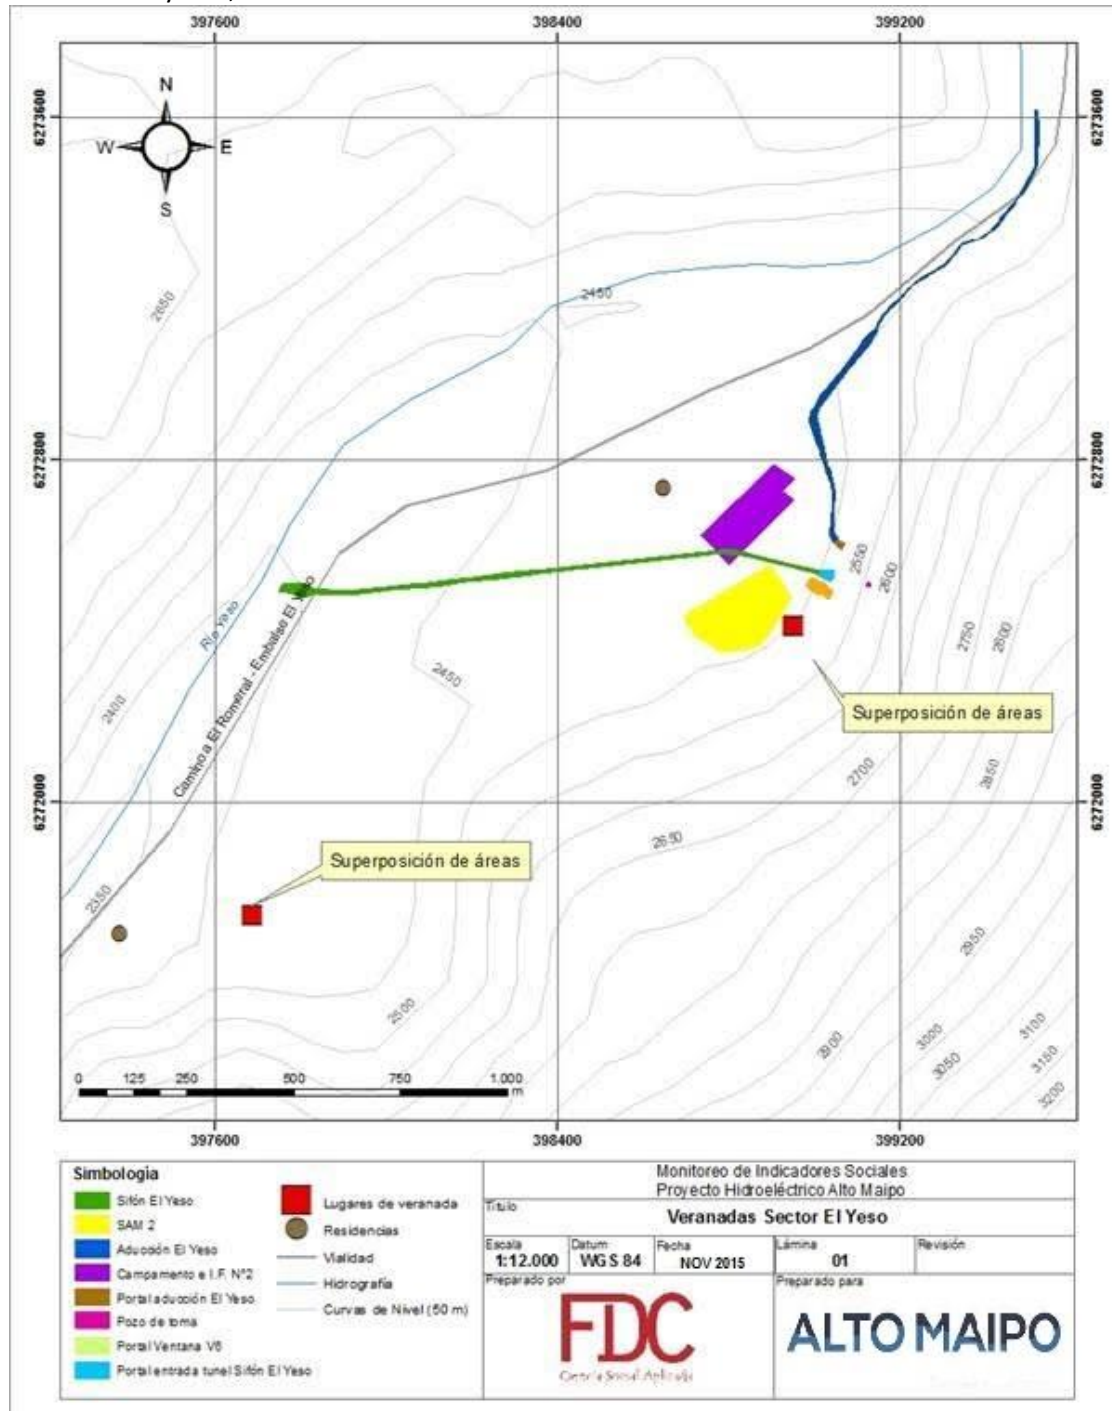 397600
398400
399200
6273600
6273600
N
W
E
S
2650
2450
6272800
6272800
2550
2600
Río Yeso
Camino a El Romeral - Embalse El Yeso
2750
2800
2400
2450
Superposición de áreas
2700
2850
6272000
6272000
2650
Superposición de áreas
2350
2950
2500
2900
3000
3050
3100
3150
3200
0 125 250 500 750 1.000
m
397600
398400
399200
Simbología
Sifón El Yeso
SAM 2
Aducción El Yeso
Campamento e I.F. N°2
Portal aducción El Yeso
Pozo de toma
Portal Ventana V6
Portal entrada tunel Sifón El Yeso
Lugares de veranada
Residencias
Vialidad
Hidrografía
Curvas de Nivel (50 m)
Monitoreo de Indicadores Sociales
Proyecto Hidroeléctrico Alto Maipo
Título
Veranadas Sector El Yeso
Escala
1:12.000
Datum
WGS 84
Fecha
NOV 2015
Lámina
01
Revisión
Preparado por
FDC
Ciencia Social Aplicada
Preparado para
ALTO MAIPO